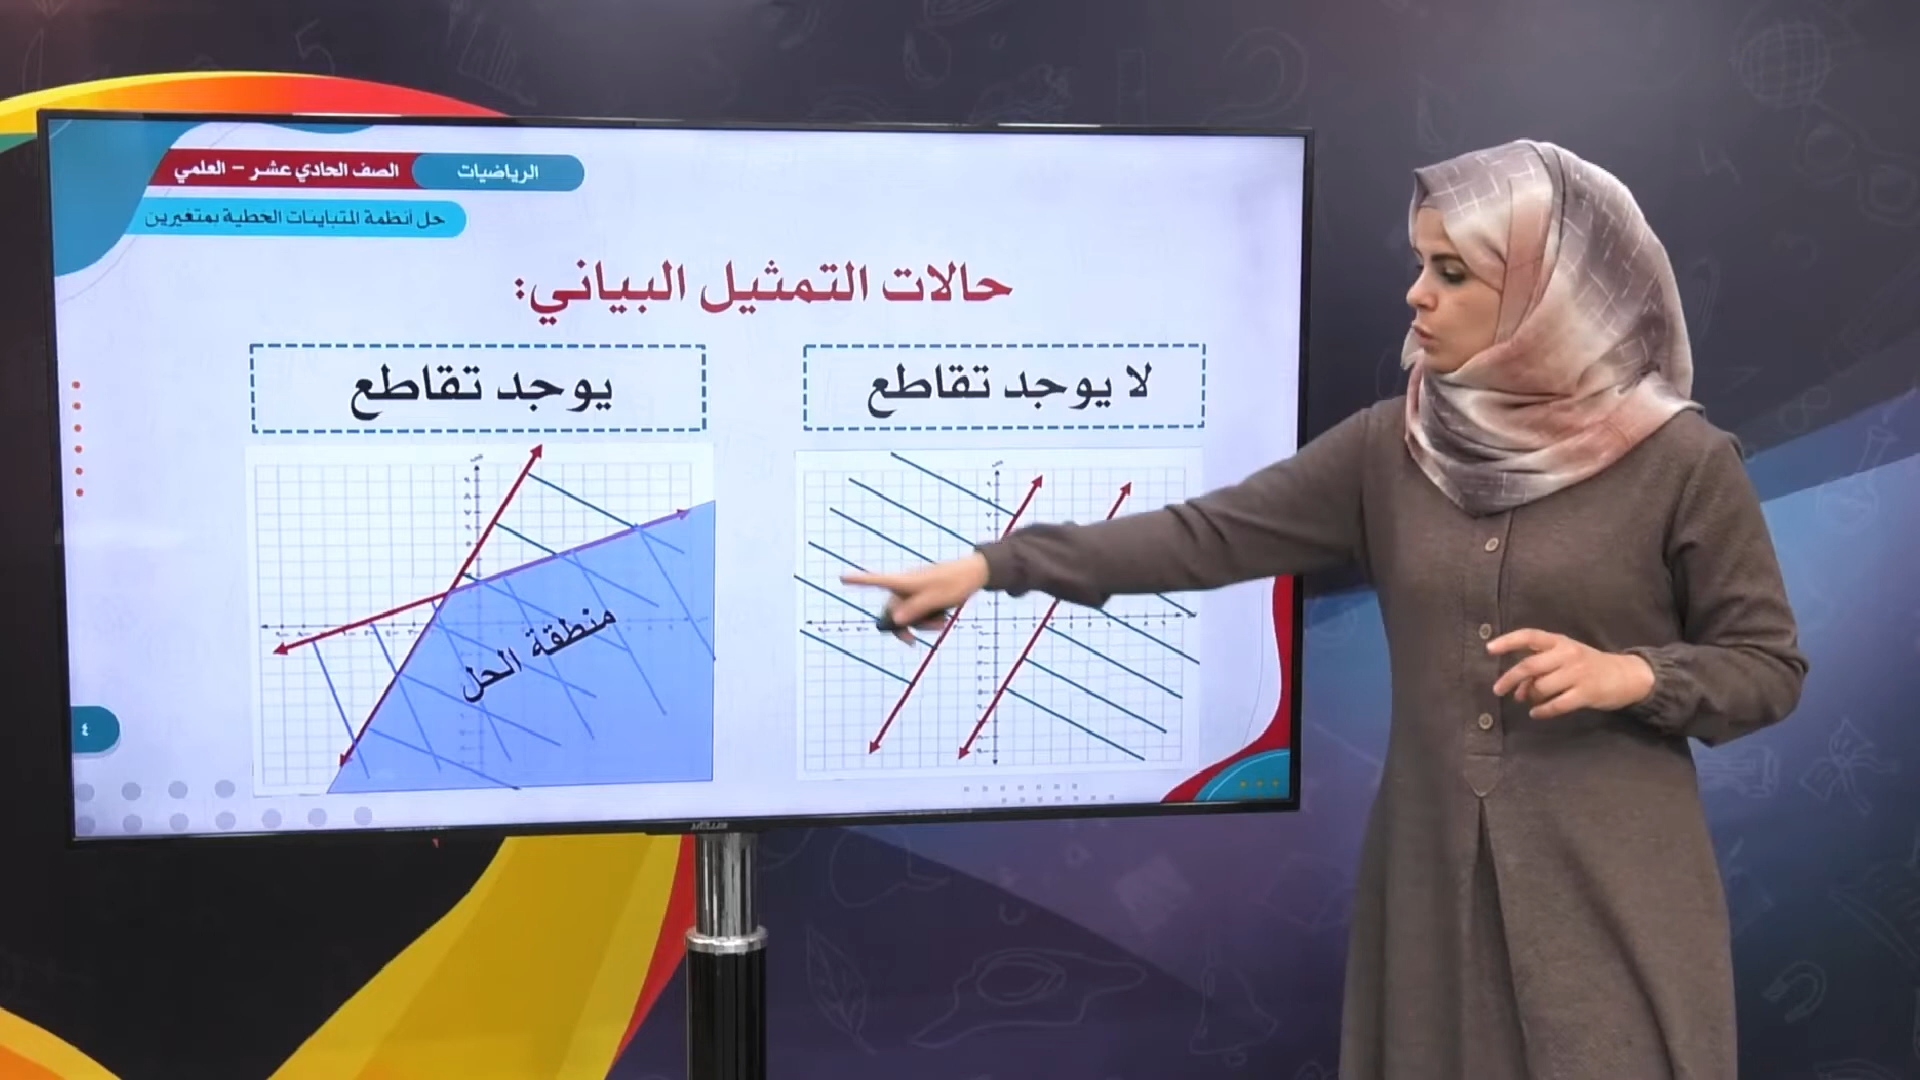 الرياضيات
الصف الحادي عشر – العلمي
حل أنظمة المتباينات الخطية بمتغيرين
حالات التمثيل البياني:
لا يوجد تقاطع
يوجد تقاطع
منطقة الحل
٤